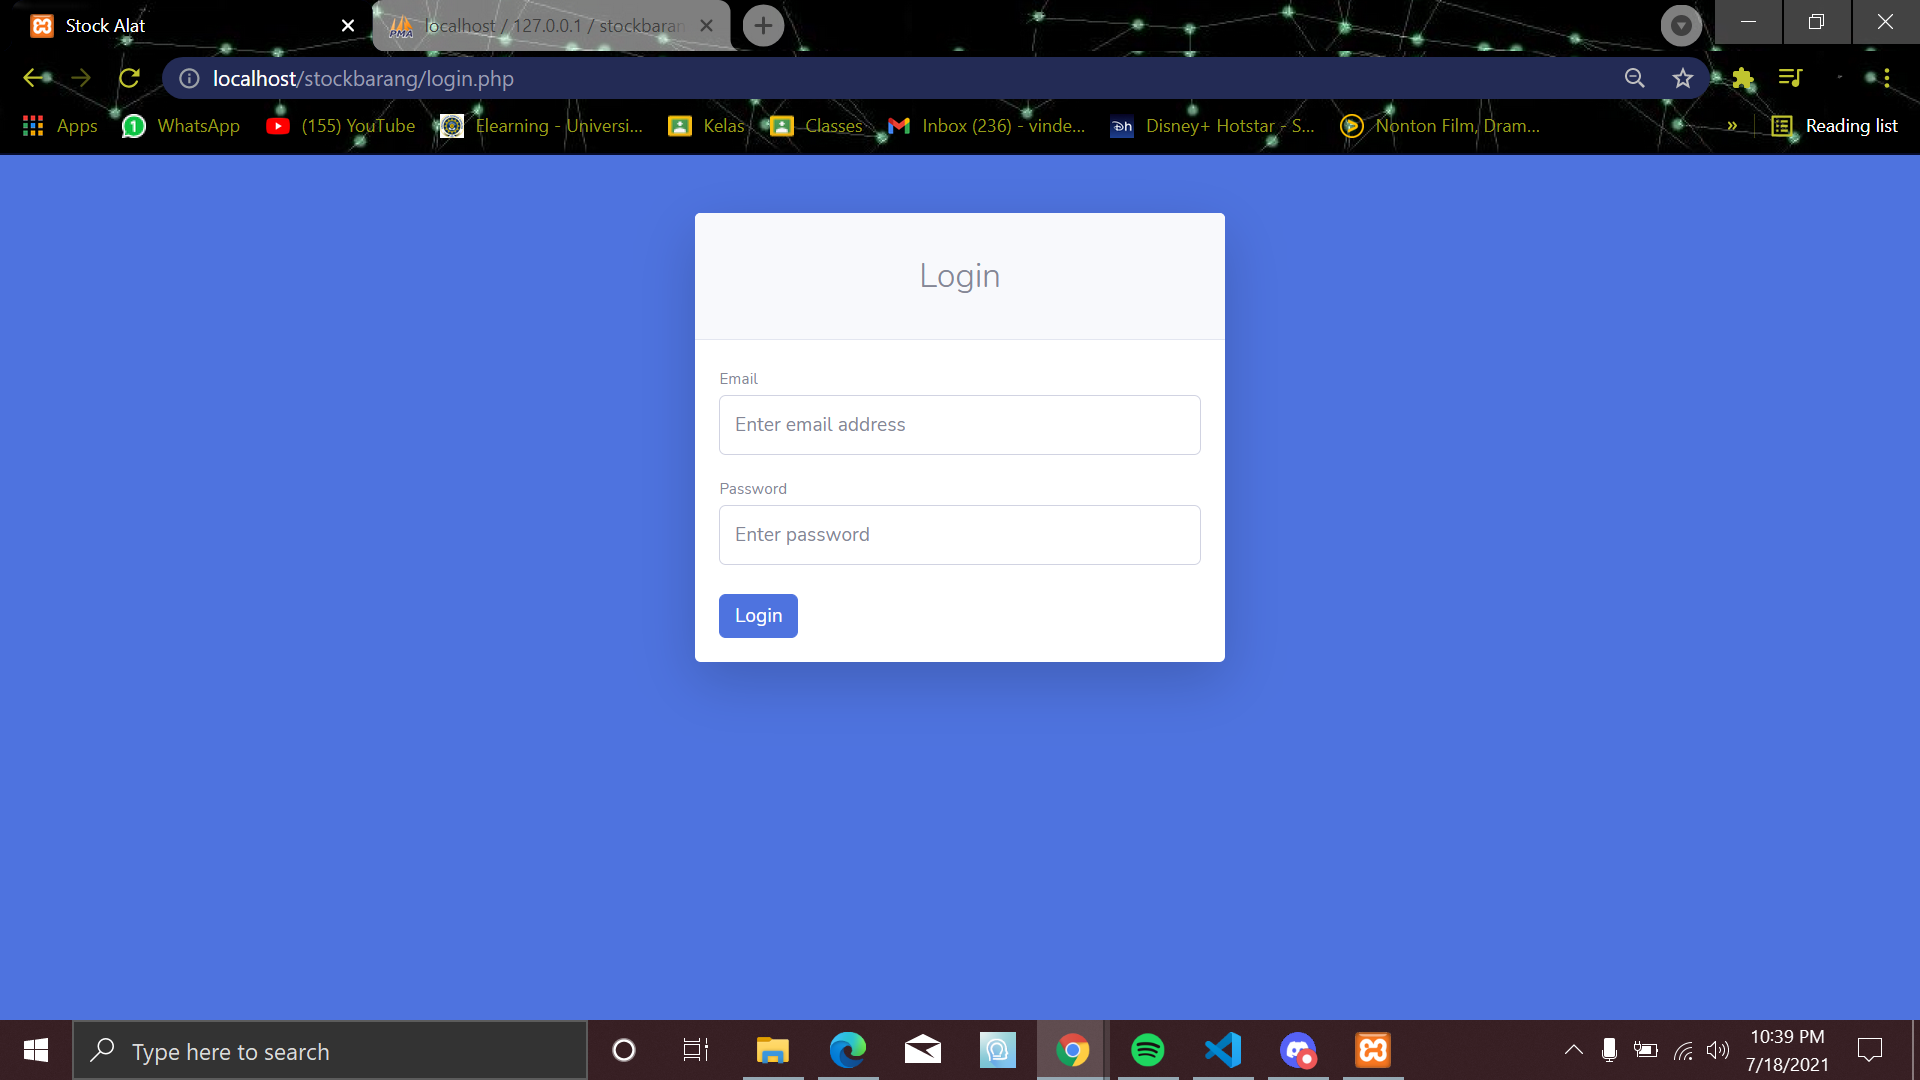 Stock Alat
localhost / 127.0.0.1 / stockbaran
localhost/stockbarang/login.php
Apps
WhatsApp
(155) YouTube
Elearning - Universi...
Kelas
Classes
Inbox (236) - vinde...
Disney+ Hotstar - S...
Nonton Film, Dram...
»
Reading list
Login
Email
Enter email address
Password
Enter password
Login
Type here to search
10:39 PM
7/18/2021